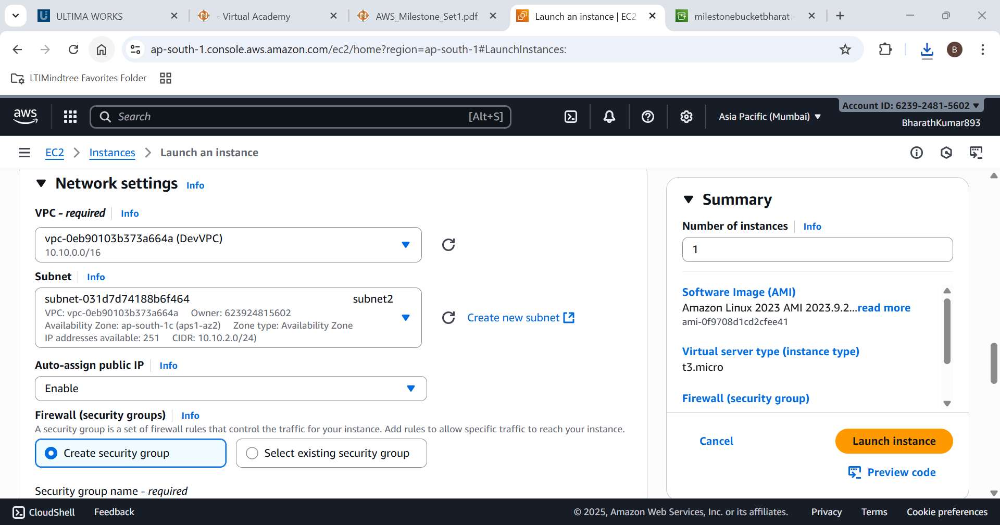 ULTIMA WORKS
- Virtual Academy
AWS_Milestone_Set1.pdf
Launch an instance | EC2
milestonebucketbharat -
ap-south-1.console.aws.amazon.com/ec2/home?region=ap-south-1#LaunchInstances:
B
LTIMindtree Favorites Folder
aws
Search
[Alt+S]
Asia Pacific (Mumbai)
Account ID: 6239-2481-5602
BharathKumar893
EC2
Instances
Launch an instance
Network settings Info
VPC - required Info
vpc-0eb90103b373a664a (DevVPC)
10.10.0.0/16
Subnet Info
subnet-031d7d74188b6f464 subnet2
VPC: vpc-0eb90103b373a664a Owner: 623924815602
Availability Zone: ap-south-1c (aps1-az2) Zone type: Availability Zone
IP addresses available: 251 CIDR: 10.10.2.0/24)
Create new subnet
Auto-assign public IP Info
Enable
Firewall (security groups) Info
A security group is a set of firewall rules that control the traffic for your instance. Add rules to allow specific traffic to reach your instance.
Create security group
Select existing security group
Security group name - required
Summary
Number of instances Info
1
Software Image (AMI)
Amazon Linux 2023 AMI 2023.9.2...read more
ami-0f9708d1cd2cfee41
Virtual server type (instance type)
t3.micro
Firewall (security group)
Cancel
Launch instance
Preview code
CloudShell
Feedback
© 2025, Amazon Web Services, Inc. or its affiliates.
Privacy
Terms
Cookie preferences